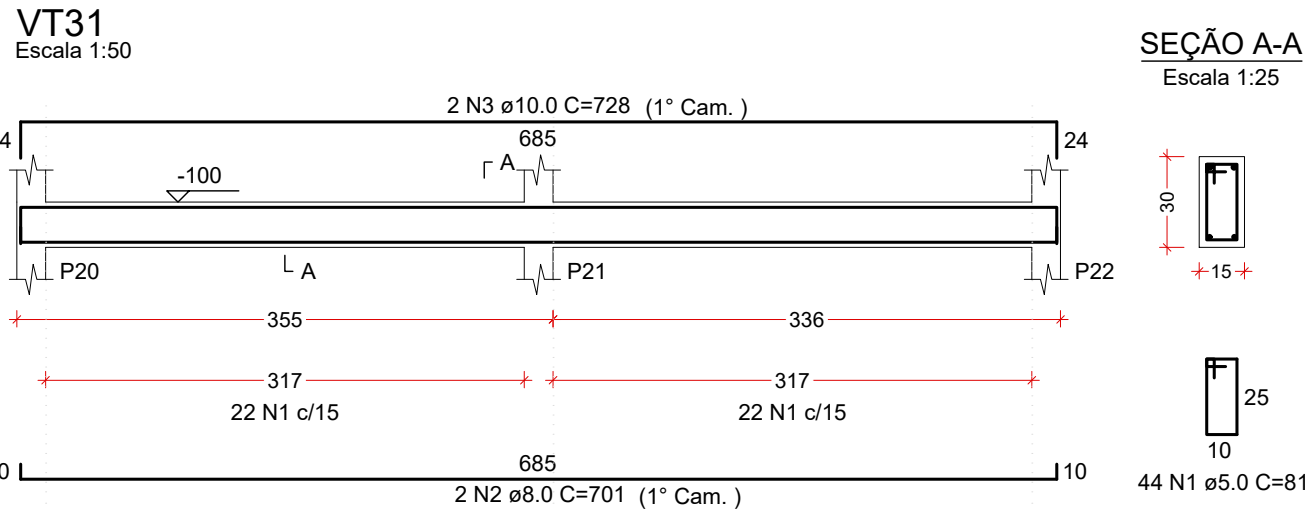 VT31
Escala 1:50
SEÇÃO A-A
Escala 1:25
2 N3 ø10.0 C=728 (1° Cam. )
4
685
24
A
-100
30
P20
A
P21
P22
15
355
336
317
317
22 N1 c/15
22 N1 c/15
25
10
0
685
10
2 N2 ø8.0 C=701 (1° Cam. )
44 N1 ø5.0 C=81